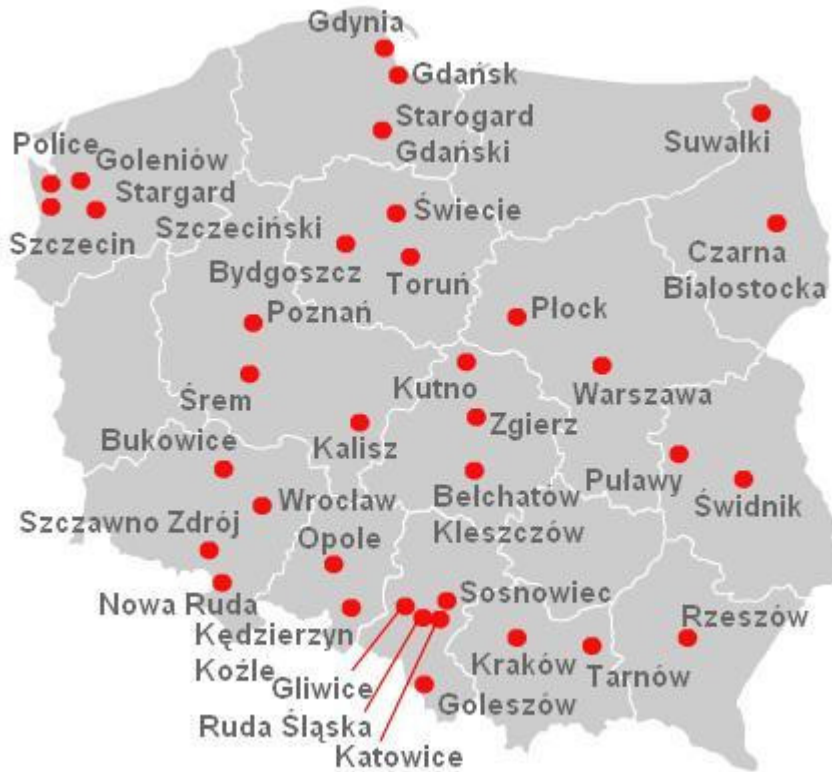 Gdynia
Gdańsk
Starogard
Gdański
Suwałki
Police
Goleniów
Stargard
Szczeciński
Szczecin
Świecie
Bydgoszcz
Toruń
Czarna
Białostocka
Poznań
Płock
Śrem
Kutno
Warszawa
Kalisz
Zgierz
Bukowice
Bełchatów
Kleszczów
Puławy
Świdnik
Wrocław
Szczawno Zdrój
Opole
Nowa Ruda
Kędzierzyn
Koźle
Sosnowiec
Gliwice
Ruda Śląska
Katowice
Goleszów
Kraków
Tarnów
Rzeszów